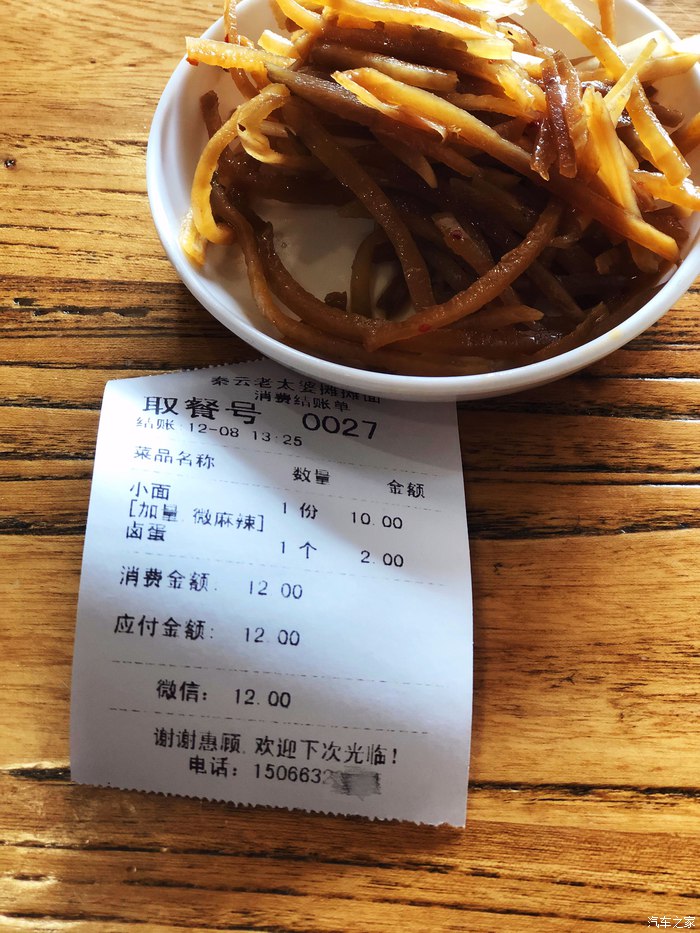 秦云老太婆摊摊面
消费结账单
取餐号 0027
结账 12-08 13:25
菜品名称 数量 金额
小面
[加量 微麻辣] 1份 10.00
卤蛋
1个 2.00
消费金额: 12.00
应付金额: 12.00
微信: 12.00
谢谢惠顾 欢迎下次光临!
电话: 1506632
汽车之家